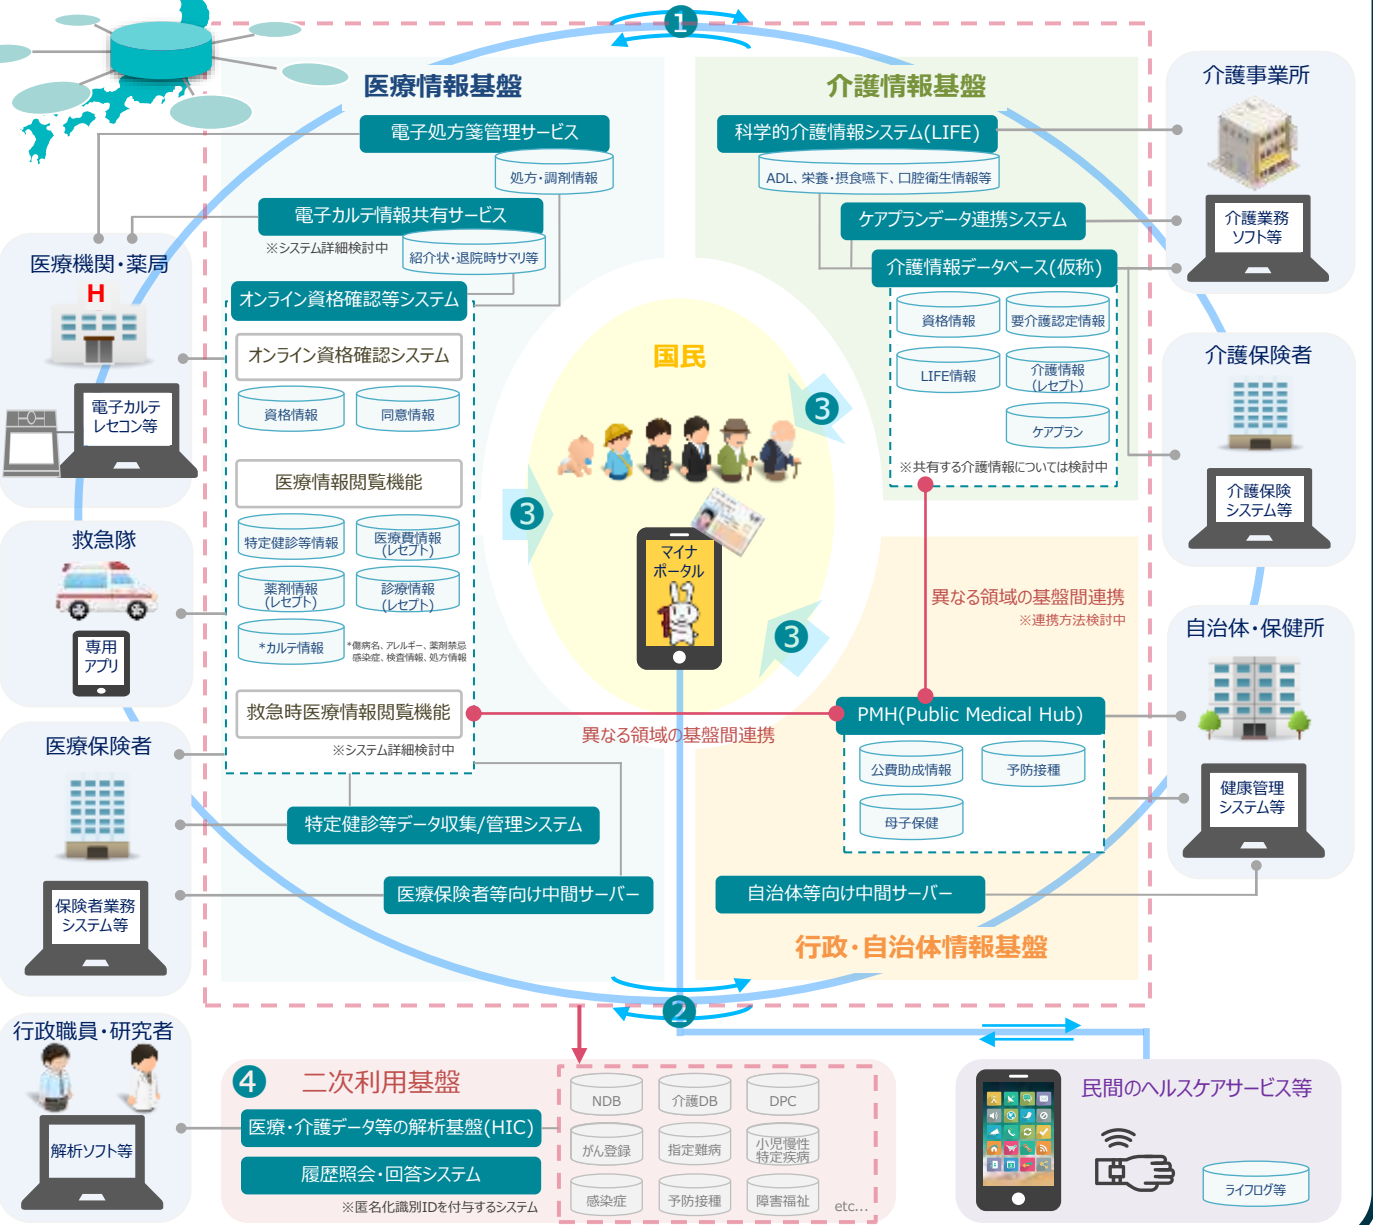 ❶
医療情報基盤
電子処方箋管理サービス
処方・調剤情報
電子カルテ情報共有サービス
※システム詳細検討中
紹介状・退院時サマリ等
オンライン資格確認等システム
オンライン資格確認システム
資格情報
同意情報
医療情報閲覧機能
特定健診等情報
医療費情報
(レセプト)
薬剤情報
(レセプト)
診療情報
(レセプト)
*カルテ情報
*傷病名、アレルギー、薬剤禁忌
感染症、検査情報、処方情報
救急時医療情報閲覧機能
※システム詳細検討中
特定健診等データ収集/管理システム
医療保険者等向け中間サーバー
介護情報基盤
科学的介護情報システム(LIFE)
ADL、栄養・摂食嚥下、口腔衛生情報等
ケアプランデータ連携システム
介護情報データベース(仮称)
資格情報
要介護認定情報
LIFE情報
介護情報
(レセプト)
ケアプラン
※共有する介護情報については検討中
国民
❸
❸
❸
マイナ
ポータル
異なる領域の基盤間連携
※連携方法検討中
異なる領域の基盤間連携
PMH(Public Medical Hub)
公費助成情報
予防接種
母子保健
自治体等向け中間サーバー
行政・自治体情報基盤
❷
医療機関・薬局
H
電子カルテ
レセコン等
救急隊
専用
アプリ
医療保険者
保険者業務
システム等
行政職員・研究者
解析ソフト等
介護事業所
介護業務
ソフト等
介護保険者
介護保険
システム等
自治体・保健所
健康管理
システム等
❹
二次利用基盤
医療・介護データ等の解析基盤(HIC)
履歴照会・回答システム
※匿名化識別IDを付与するシステム
NDB
介護DB
DPC
がん登録
指定難病
小児慢性
特定疾病
感染症
予防接種
障害福祉
etc...
民間のヘルスケアサービス等
ライフログ等